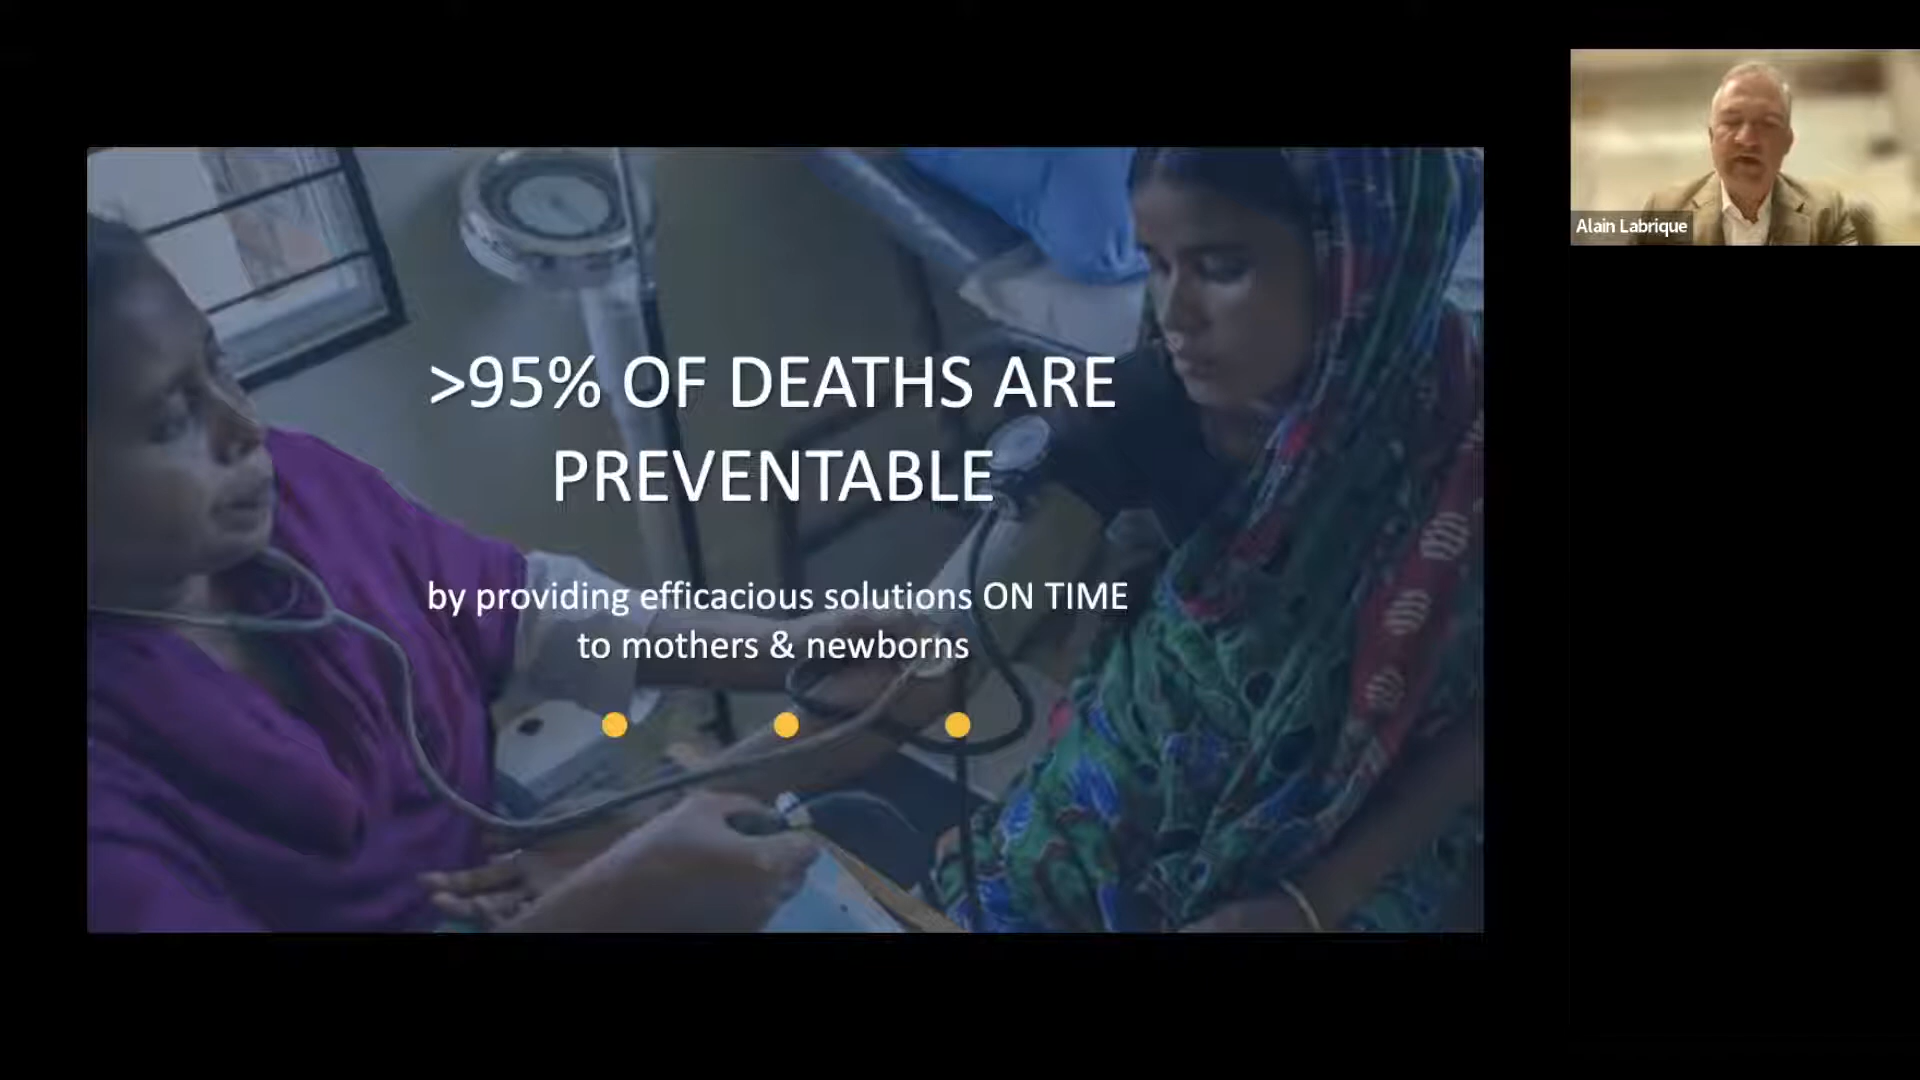 >95% OF DEATHS ARE
PREVENTABLE
by providing efficacious solutions ON TIME
to mothers & newborns
Alain Labrique